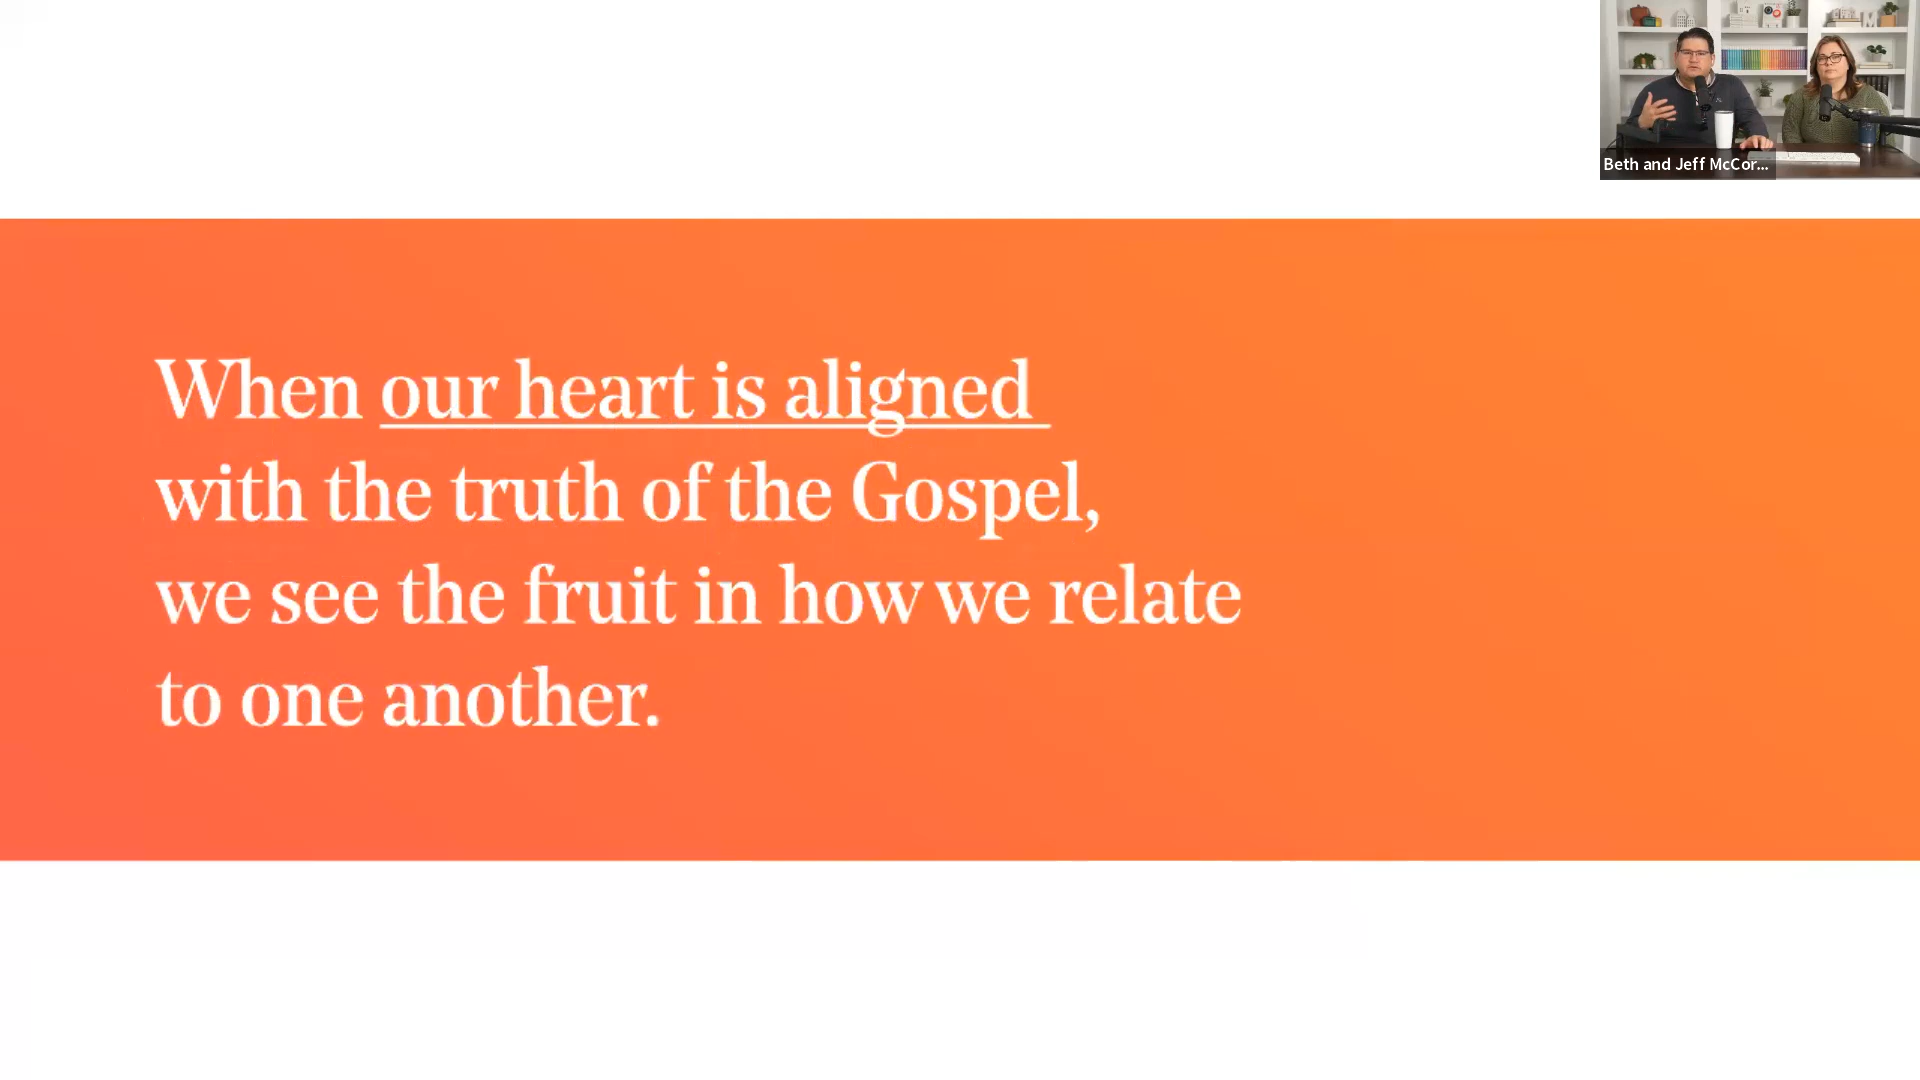 Beth and Jeff McCor...
When our heart is aligned
with the truth of the Gospel,
we see the fruit in how we relate
to one another.